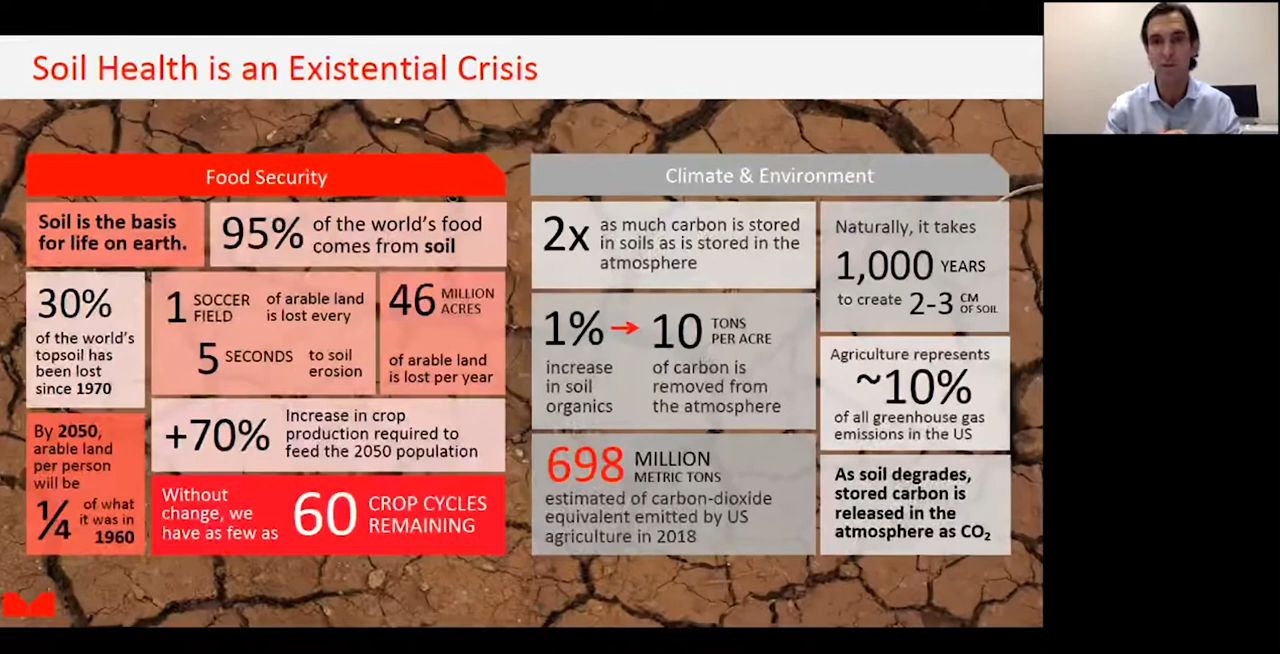 Soil Health is an Existential Crisis
Food Security
Soil is the basis
for life on earth.
95%
of the world's food
comes from soil
30%
of the world's
topsoil has
been lost
since 1970
1 SOCCER
FIELD
of arable land
is lost every
5 SECONDS
to soil
erosion
46 MILLION
ACRES
of arable land
is lost per year
By 2050,
arable land
per person
will be
¼
of what
it was in
1960
+70%
Increase in crop
production required to
feed the 2050 population
Without
change, we
have as few as
60 CROP CYCLES
REMAINING
Climate & Environment
2x
as much carbon is stored
in soils as is stored in the
atmosphere
1% → 10 TONS
PER ACRE
increase
in soil
organics
of carbon is
removed from
the atmosphere
698 MILLION
METRIC TONS
estimated of carbon-dioxide
equivalent emitted by US
agriculture in 2018
Naturally, it takes
1,000 YEARS
to create 2-3 CM
OF SOIL
Agriculture represents
~10%
of all greenhouse gas
emissions in the US
As soil degrades,
stored carbon is
released in the
atmosphere as CO₂